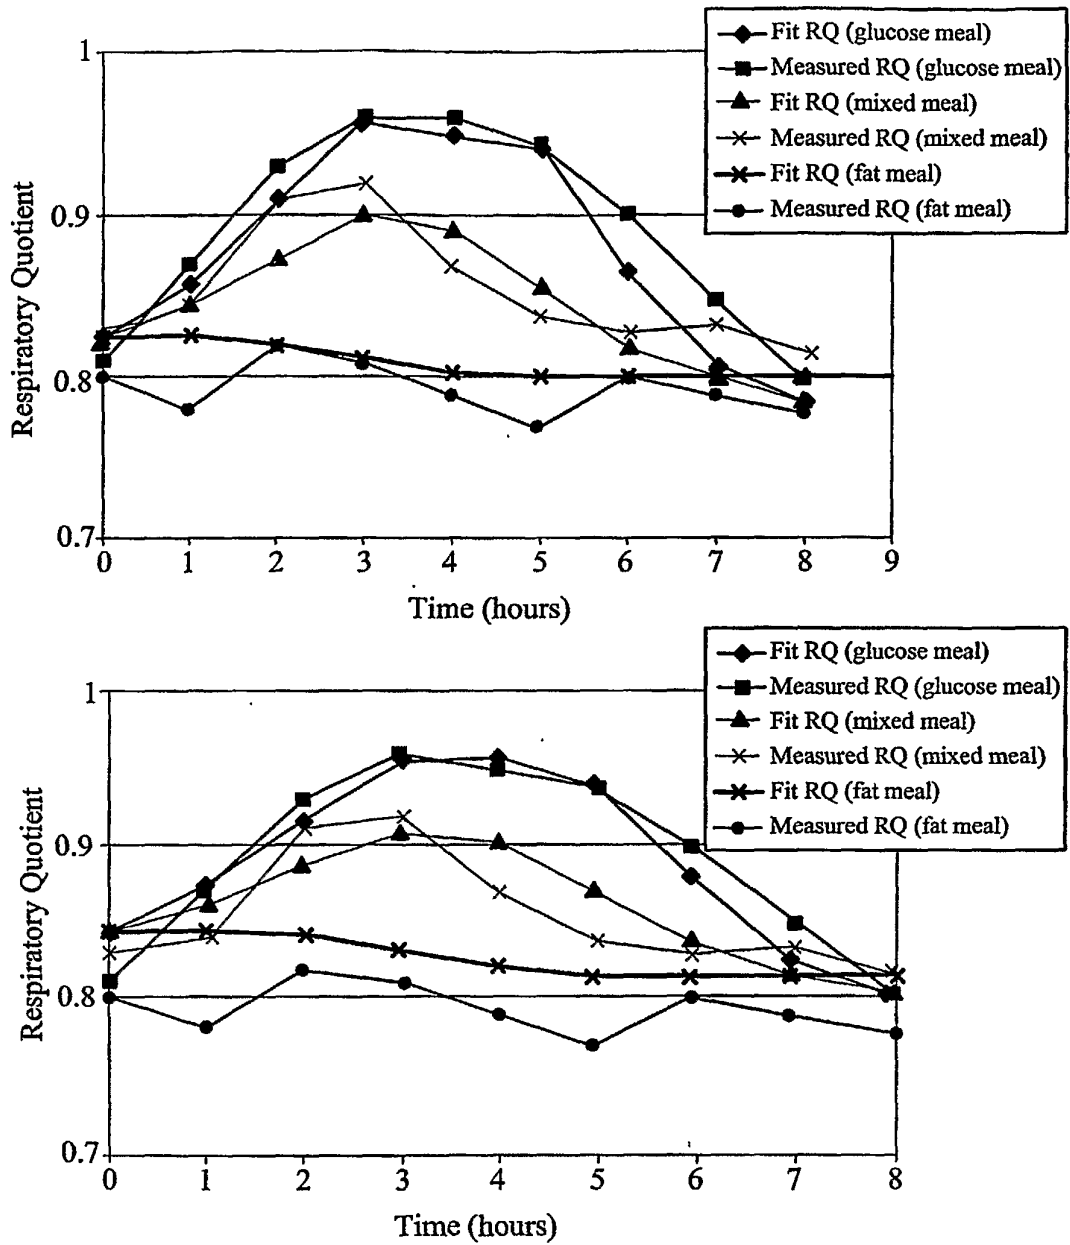 Fit RQ (glucose meal)
Measured RQ (glucose meal)
Fit RQ (mixed meal)
Measured RQ (mixed meal)
Fit RQ (fat meal)
Measured RQ (fat meal)
1
0.9
0.8
0.7
Respiratory Quotient
0 1 2 3 4 5 6 7 8 9
Time (hours)
Fit RQ (glucose meal)
Measured RQ (glucose meal)
Fit RQ (mixed meal)
Measured RQ (mixed meal)
Fit RQ (fat meal)
Measured RQ (fat meal)
1
0.9
0.8
0.7
Respiratory Quotient
0 1 2 3 4 5 6 7 8
Time (hours)